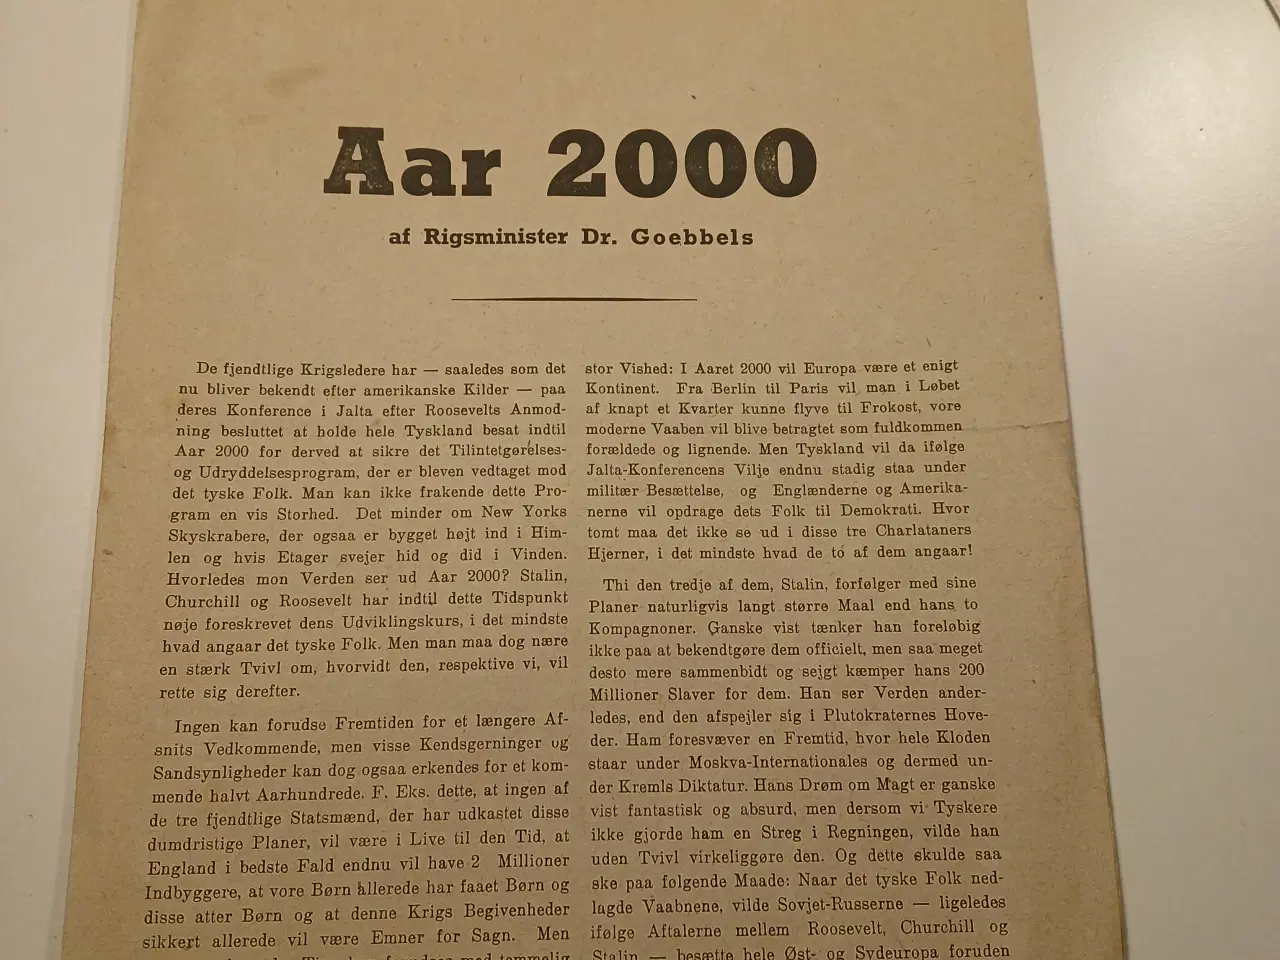 Aar 2000
af Rigsminister Dr. Goebbels
De fjendtlige Krigsledere har — saaledes som det
nu bliver bekendt efter amerikanske Kilder — paa
deres Konference i Jalta efter Roosevelts Anmod-
ning besluttet at holde hele Tyskland besat indtil
Aar 2000 for derved at sikre det Tilintetgørelses-
og Udryddelsesprogram, der er bleven vedtaget mod
det tyske Folk. Man kan ikke frakende dette Pro-
gram en vis Storhed. Det minder om New Yorks
Skyskrabere, der ogsaa er bygget højt ind i Him-
len og hvis Etager svejer hid og did i Vinden.
Hvorledes mon Verden ser ud Aar 2000? Stalin,
Churchill og Roosevelt har indtil dette Tidspunkt
nøje foreskrevet dens Udviklingskurs, i det mindste
hvad angaar det tyske Folk. Men man maa dog nære
en stærk Tvivl om, hvorvidt den, respektive vi, vil
rette sig derefter.
Ingen kan forudse Fremtiden for et længere Af-
snits Vedkommende, men visse Kendsgerninger og
Sandsynligheder kan dog ogsaa erkendes for et kom-
mende halvt Aarhundrede. F. Eks. dette, at ingen af
de tre fjendtlige Statsmænd, der har udkastet disse
dumdristige Planer, vil være i Live til den Tid, at
England i bedste Fald endnu vil have 2 Millioner
Indbyggere, at vore Børn allerede har faaet Børn og
disse atter Børn og at denne Krigs Begivenheder
sikkert allerede vil være Emner for Sagn. Men
stor Vished: I Aaret 2000 vil Europa være et enigt
Kontinent. Fra Berlin til Paris vil man i Løbet
af knapt et Kvarter kunne flyve til Frokost, vore
moderne Vaaben vil blive betragtet som fuldkommen
forældede og lignende. Men Tyskland vil da ifølge
Jalta-Konferencens Vilje endnu stadig staa under
militær Besættelse, og Englænderne og Amerika-
nerne vil opdrage dets Folk til Demokrati. Hvor
tomt maa det ikke se ud i disse tre Charlataners
Hjerner, i det mindste hvad de to af dem angaar!
Thi den tredje af dem, Stalin, forfølger med sine
Planer naturligvis langt større Maal end hans to
Kompagnoner. Ganske vist tænker han foreløbig
ikke paa at bekendtgøre dem officielt, men saa meget
desto mere sammenbidt og sejgt kæmper hans 200
Millioner Slaver for dem. Han ser Verden ander-
ledes, end den afspejler sig i Plutokraternes Hove-
der. Ham foresvæver en Fremtid, hvor hele Kloden
staar under Moskva-Internationales og dermed un-
der Kremls Diktatur. Hans Drøm om Magt er ganske
vist fantastisk og absurd, men dersom vi Tyskere
ikke gjorde ham en Streg i Regningen, vilde han
uden Tvivl virkeliggøre den. Og dette skulde saa
ske paa følgende Maade: Naar det tyske Folk ned-
lagde Vaabnene, vilde Sovjet-Russerne — ligeledes
ifølge Aftalerne mellem Roosevelt, Churchill og
Stalin — besætte hele Øst- og Sydeuropa foruden